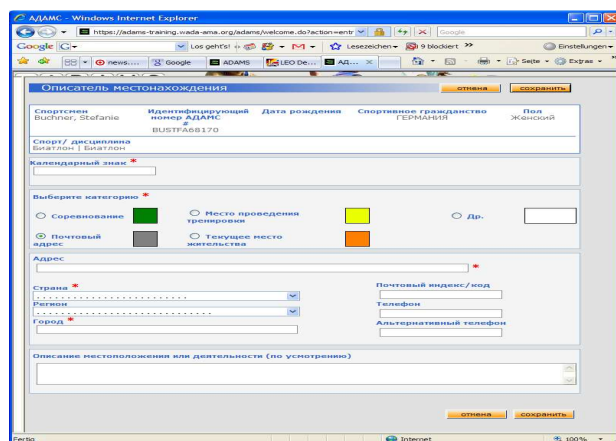 АДАМС - Windows Internet Explorer
https://adams-training.wada-ama.org/adams/welcome.do?action=entr
Google
Google G Los geht's! Lesezeichen 9 blockiert Einstellungen
news.... Google ADAMS LEO De... АД... Seite Extras
Описатель местонахождения отмена сохранить
Спортсмен Идентифицирующий номер АДАМС # Дата рождения Спортивное гражданство Пол
Buchner, Stefanie BUSTFA68170 ГЕРМАНИЯ Женский
Спорт/ дисциплина
Биатлон | Биатлон
Календарный знак *
Выберите категорию *
Соревнование Место проведения тренировки Др.
Почтовый адрес Текущее место жительства
Адрес
*
Страна * Почтовый индекс/код
Регион Телефон
Город * Альтернативный телефон
Описание местоположения или деятельности (по усмотрению)
отмена сохранить
Fertig Internet 100%